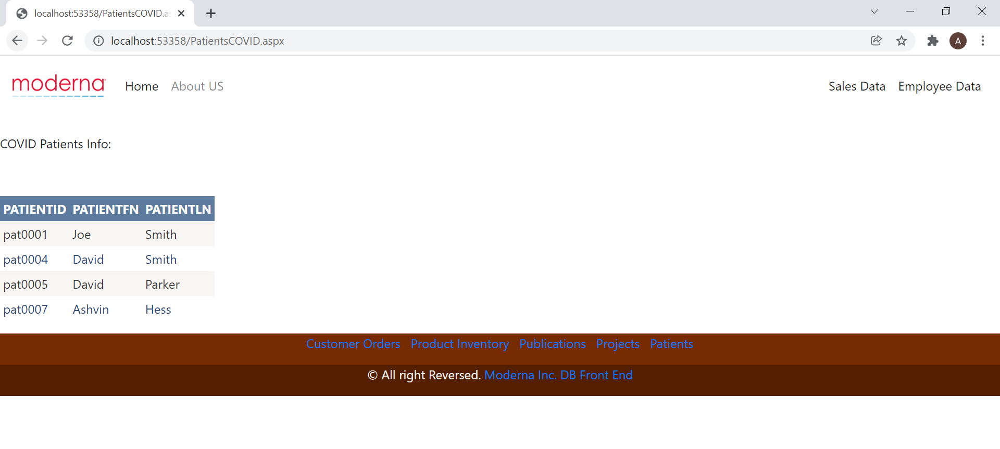 localhost:53358/PatientsCOVID.as
localhost:53358/PatientsCOVID.aspx
A
moderna
Home About US Sales Data Employee Data
COVID Patients Info:
PATIENTID PATIENTFN PATIENTLN
pat0001 Joe Smith
pat0004 David Smith
pat0005 David Parker
pat0007 Ashvin Hess
Customer Orders Product Inventory Publications Projects Patients
© All right Reversed. Moderna Inc. DB Front End